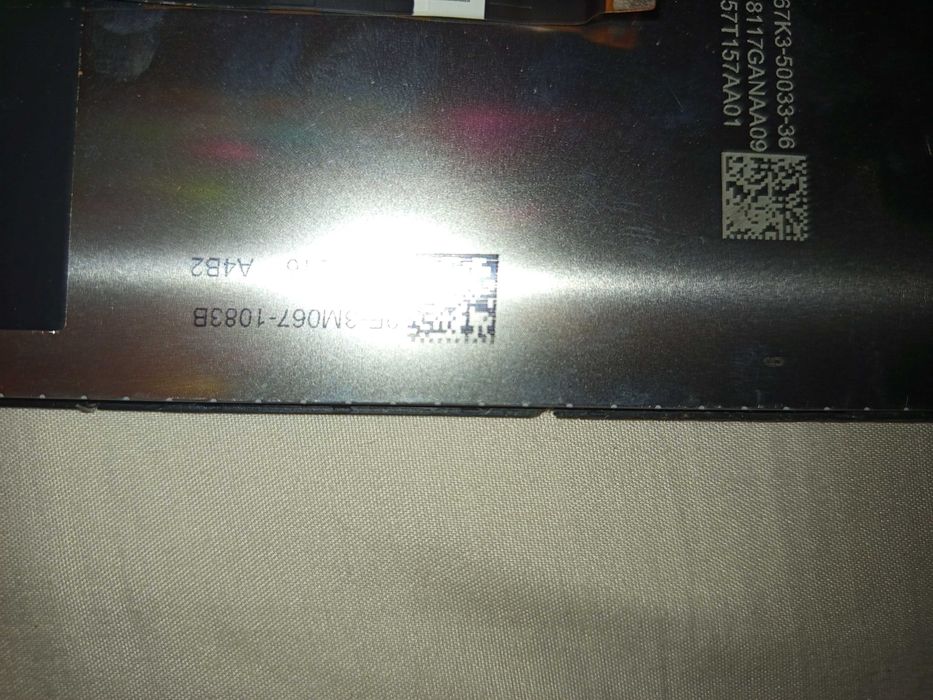 67K3-50033-36
8117GANAA09
57T157AA01
3M067-1083B
A4B2